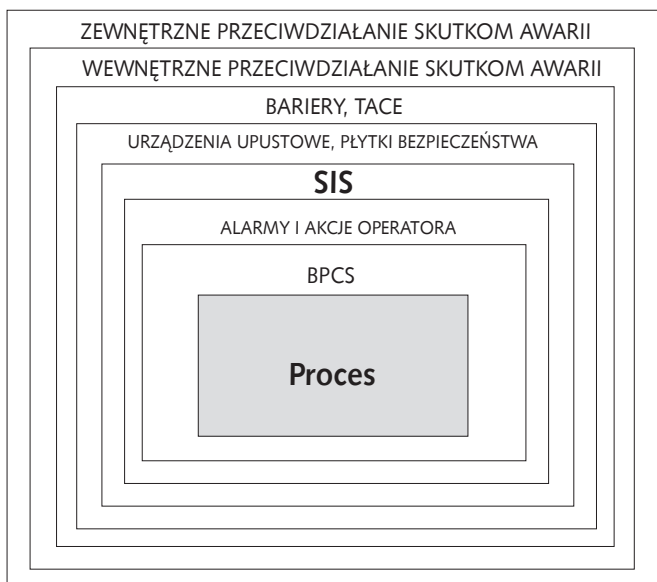 ZEWNĘTRZNE PRZECIWDZIAŁANIE SKUTKOM AWARII
WEWNĘTRZNE PRZECIWDZIAŁANIE SKUTKOM AWARII
BARIERY, TACE
URZĄDZENIA UPUSTOWE, PŁYTKI BEZPIECZEŃSTWA
SIS
ALARMY I AKCJE OPERATORA
BPCS
Proces